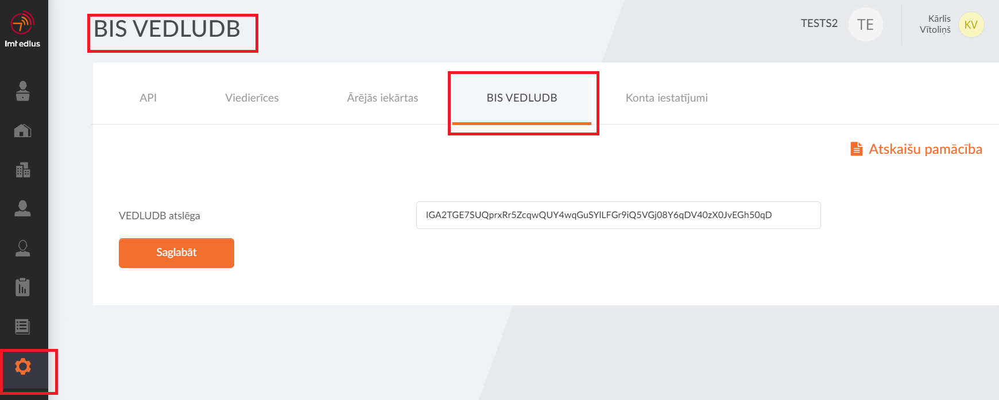 Imt edlus
BIS VEDLUDB
TESTS2
TE
Kārlis
Vītoliņš
KV
API
Viedierīces
Ārējās iekārtas
BIS VEDLUDB
Konta iestatījumi
Atskaišu pamācība
VEDLUDB atslēga
IGA2TGE7SUQprxRr5ZcqwQUY4wqGuSYlLFGr9iQ5VGj08Y6qDV40zX0JvEGh50qD
Saglabāt